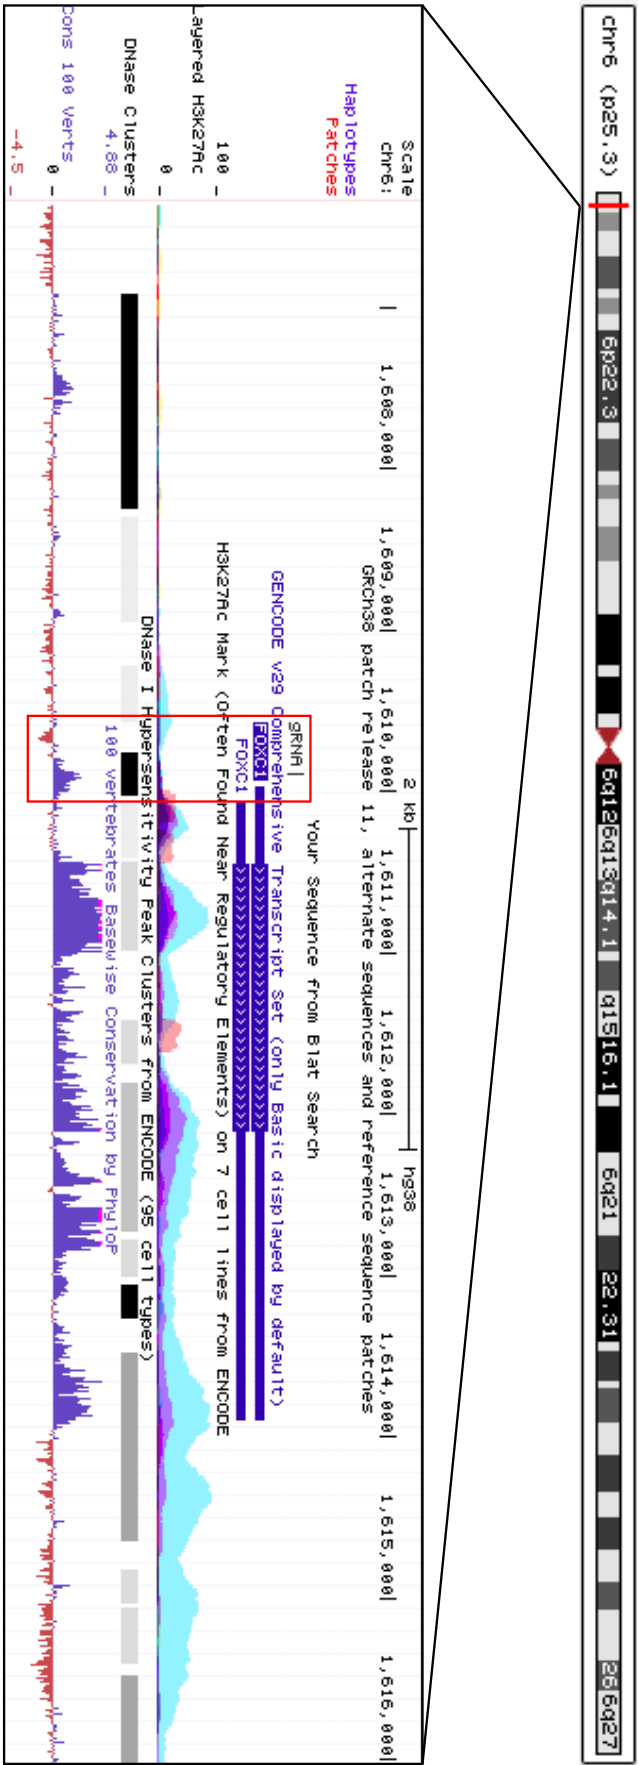 chr6 (p25.3) 6p22.3 6q12 6q13 q14.1 q15 16.1 6q21 22.31 26 6q27
Scale 2 kb hg38
chr6: | 1,608,000| 1,609,000| 1,610,000| 1,611,000| 1,612,000| 1,613,000| 1,614,000| 1,615,000| 1,616,000|
GRCh38 patch release 11, alternate sequences and reference sequence patches
Haplotypes
Patches
Your Sequence from Blat Search
gRNA|
GENCODE v29 Comprehensive Transcript Set (only Basic displayed by default)
FOXC1
FOXC1
H3K27Ac Mark (Often Found Near Regulatory Elements) on 7 cell lines from ENCODE
100 _
Layered H3K27Ac
0 _
DNase I Hypersensitivity Peak Clusters from ENCODE (95 cell types)
DNase Clusters
100 vertebrates Basewise Conservation by PhyloP
4.88 _
Cons 100 Verts
0 -
-4.5 _